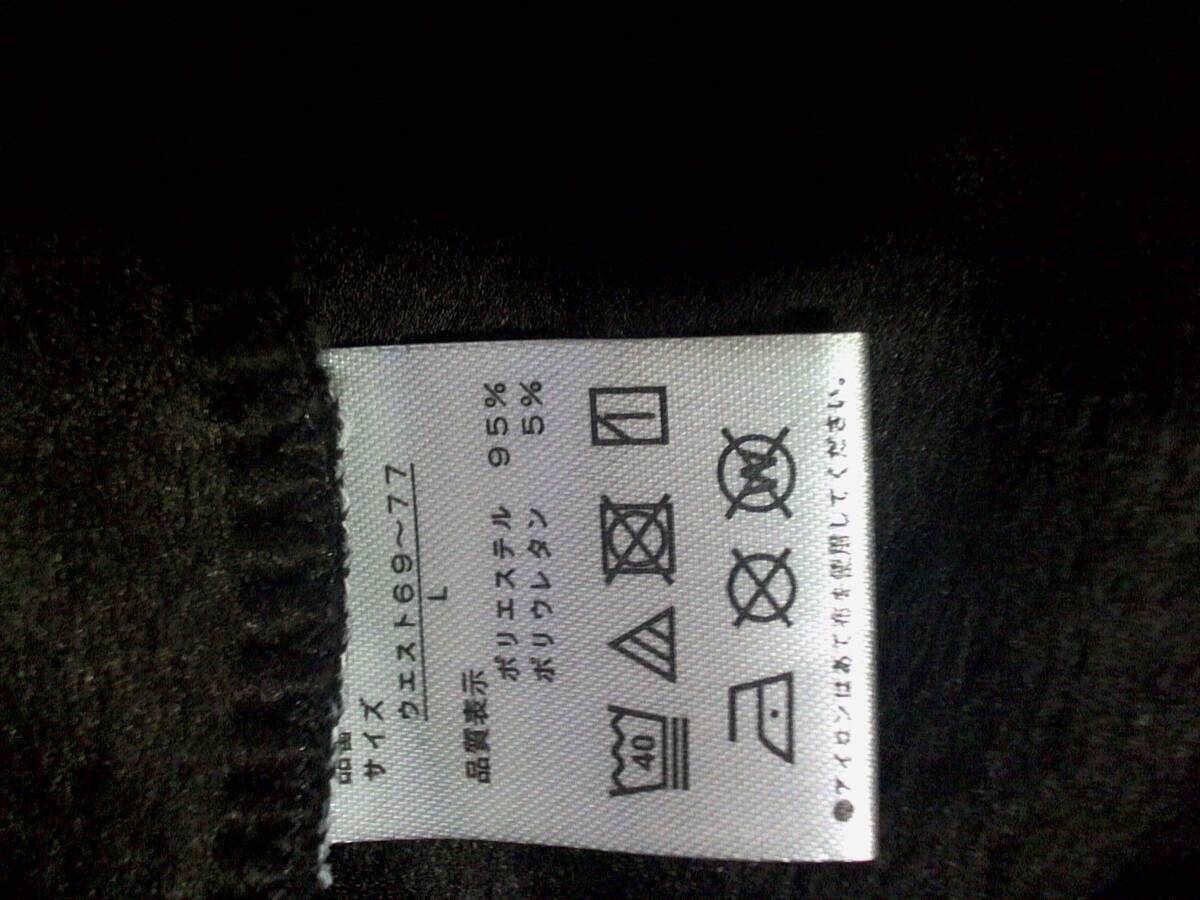 サイズ
ウエスト69〜77
L
品質表示
ポリエステル 95%
ポリウレタン 5%
40
W
●アイロンはあて布を使用してください。